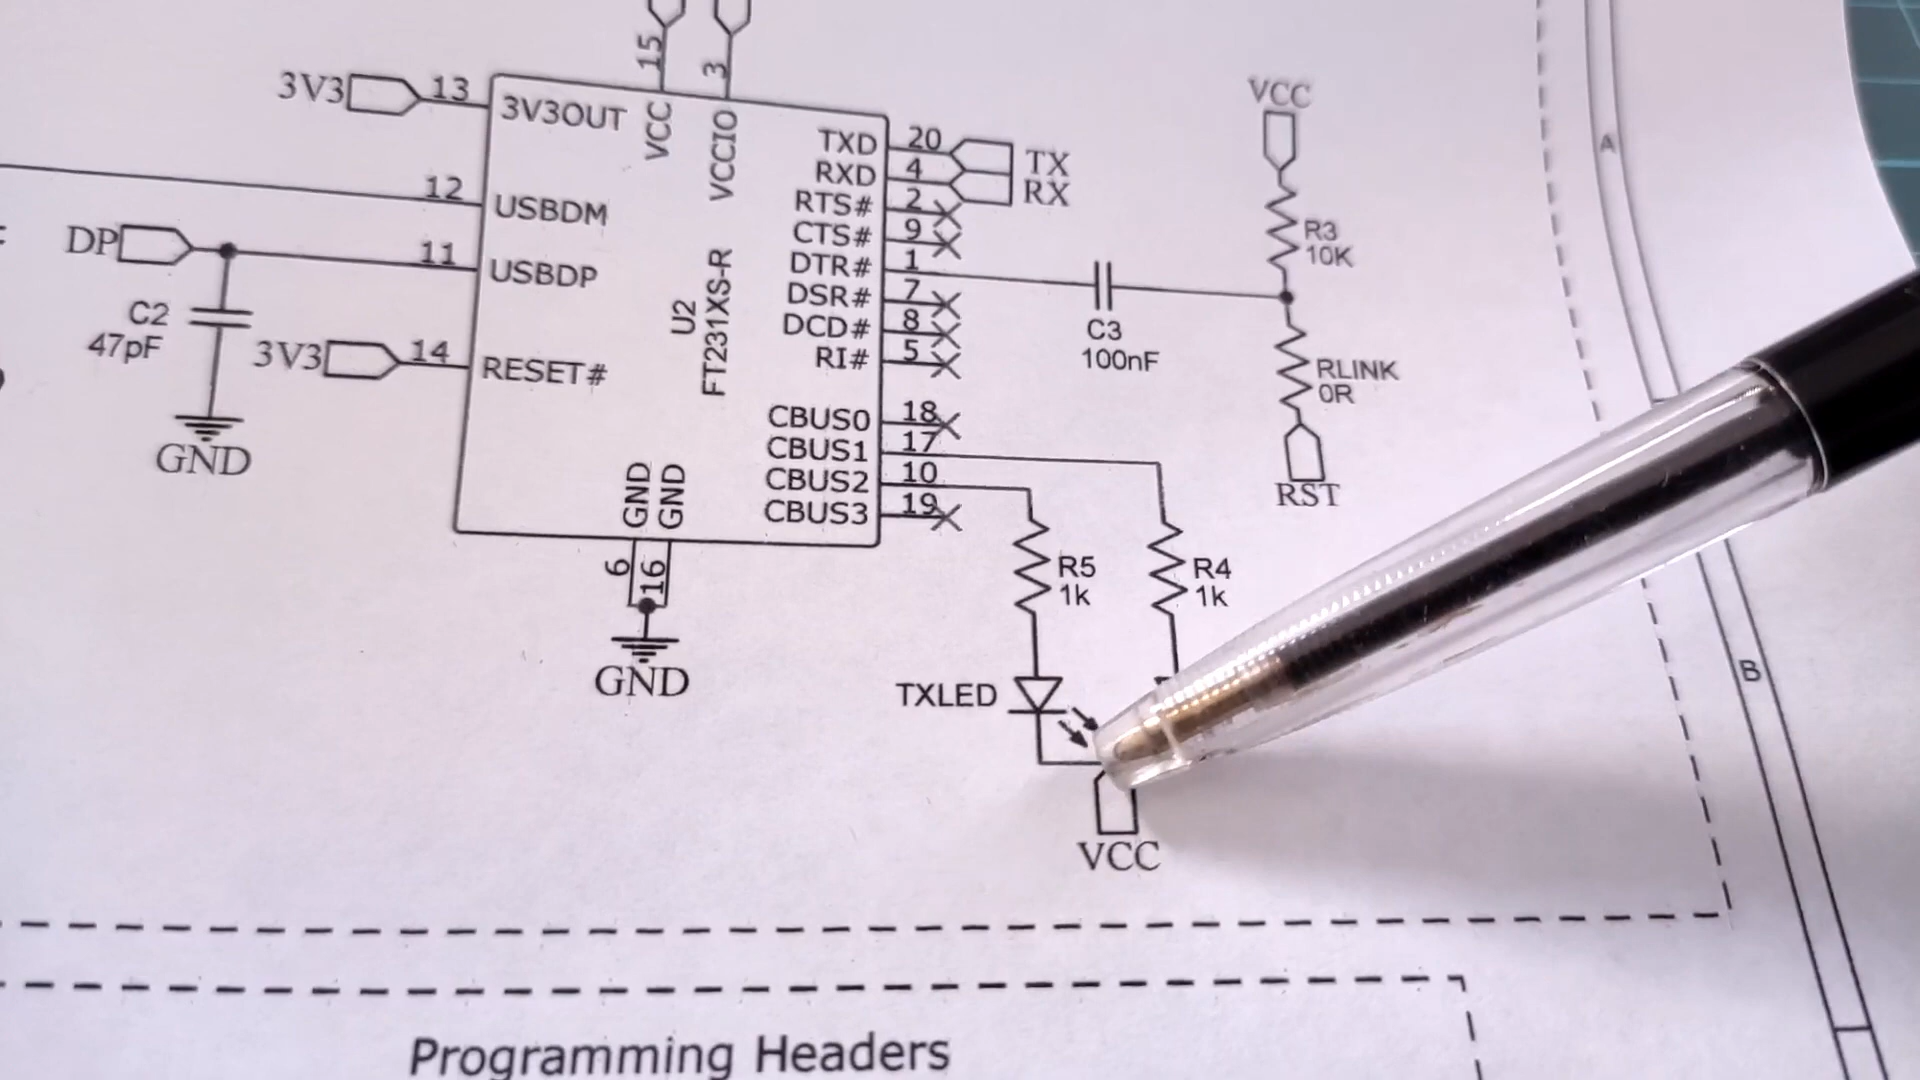 3V3
13
3V3OUT
15
VCC
3
VCCIO
12
USBDM
DP
11
USBDP
C2
47pF
3V3
14
RESET#
GND
U2
FT231XS-R
TXD
20
TX
RXD
4
RX
RTS#
2
CTS#
9
DTR#
1
DSR#
7
DCD#
8
RI#
5
CBUS0
18
CBUS1
17
CBUS2
10
CBUS3
19
GND
GND
6
16
GND
C3
100nF
VCC
R3
10K
RLINK
0R
RST
R5
1k
R4
1k
TXLED
VCC
A
B
Programming Headers